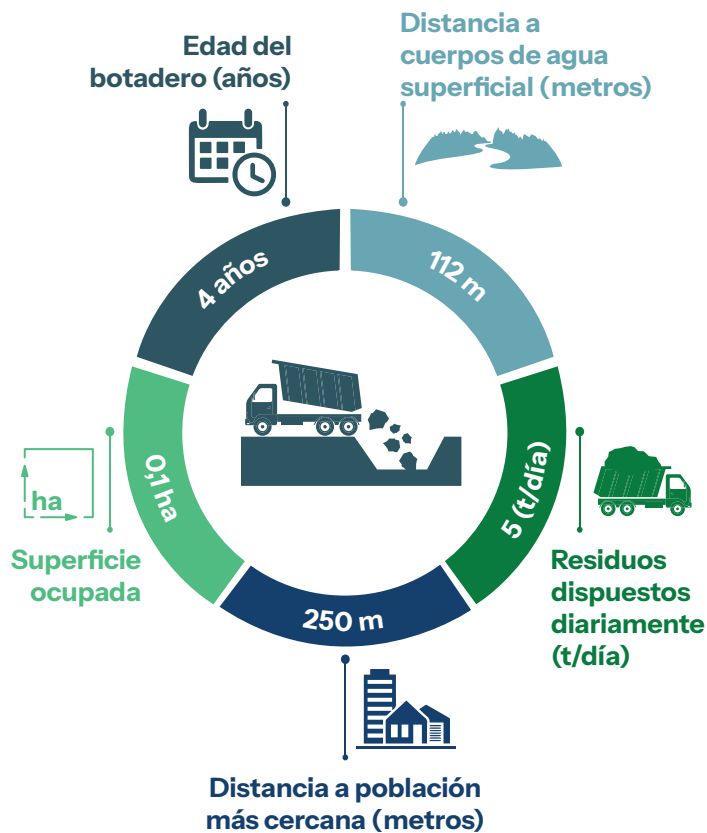 Edad del
botadero (años)
Distancia a
cuerpos de agua
superficial (metros)
4 años
112 m
0,1 ha
5 (t/día)
250 m
ha
Superficie
ocupada
Residuos
dispuestos
diariamente
(t/día)
Distancia a población
más cercana (metros)